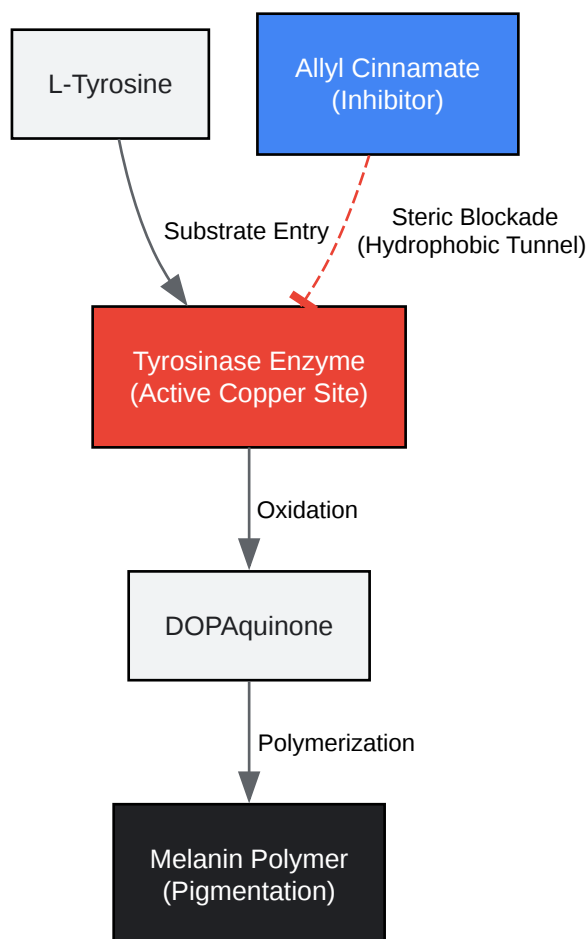 L-Tyrosine
Allyl Cinnamate
(Inhibitor)
Substrate Entry
Steric Blockade
(Hydrophobic Tunnel)
Tyrosinase Enzyme
(Active Copper Site)
Oxidation
DOPAquinone
Polymerization
Melanin Polymer
(Pigmentation)